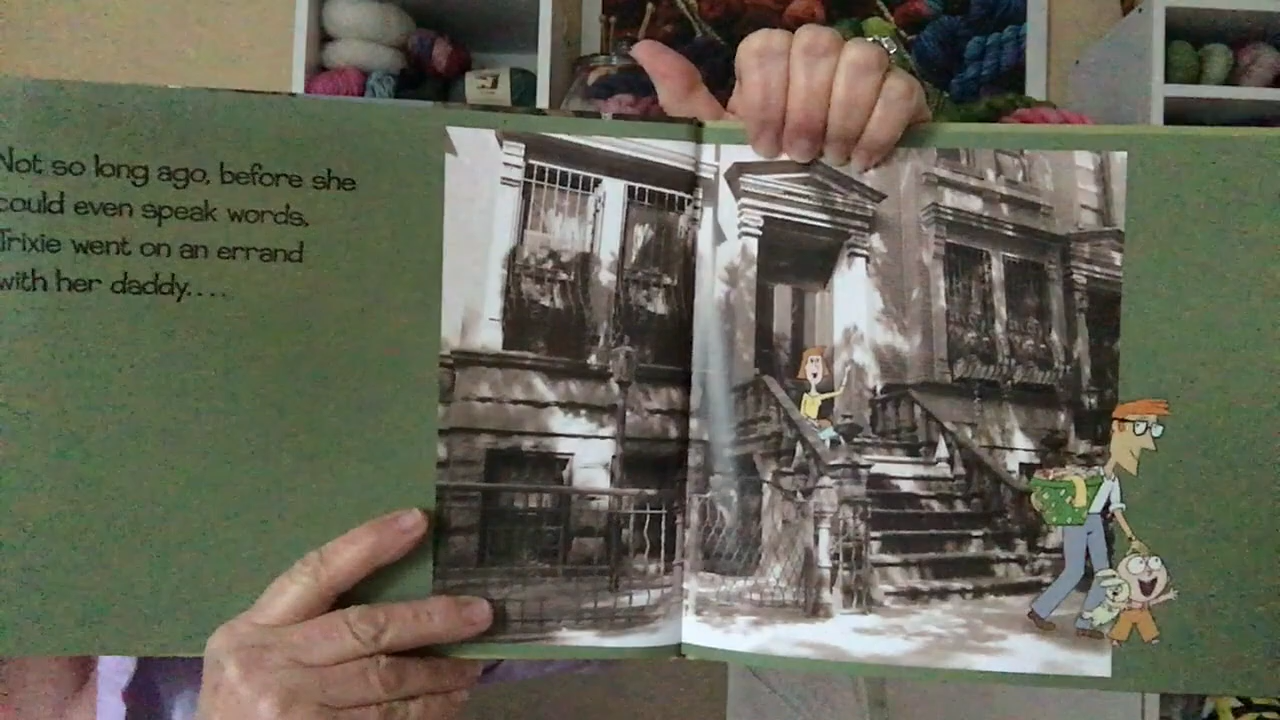 Not so long ago, before she
could even speak words,
Trixie went on an errand
with her daddy....